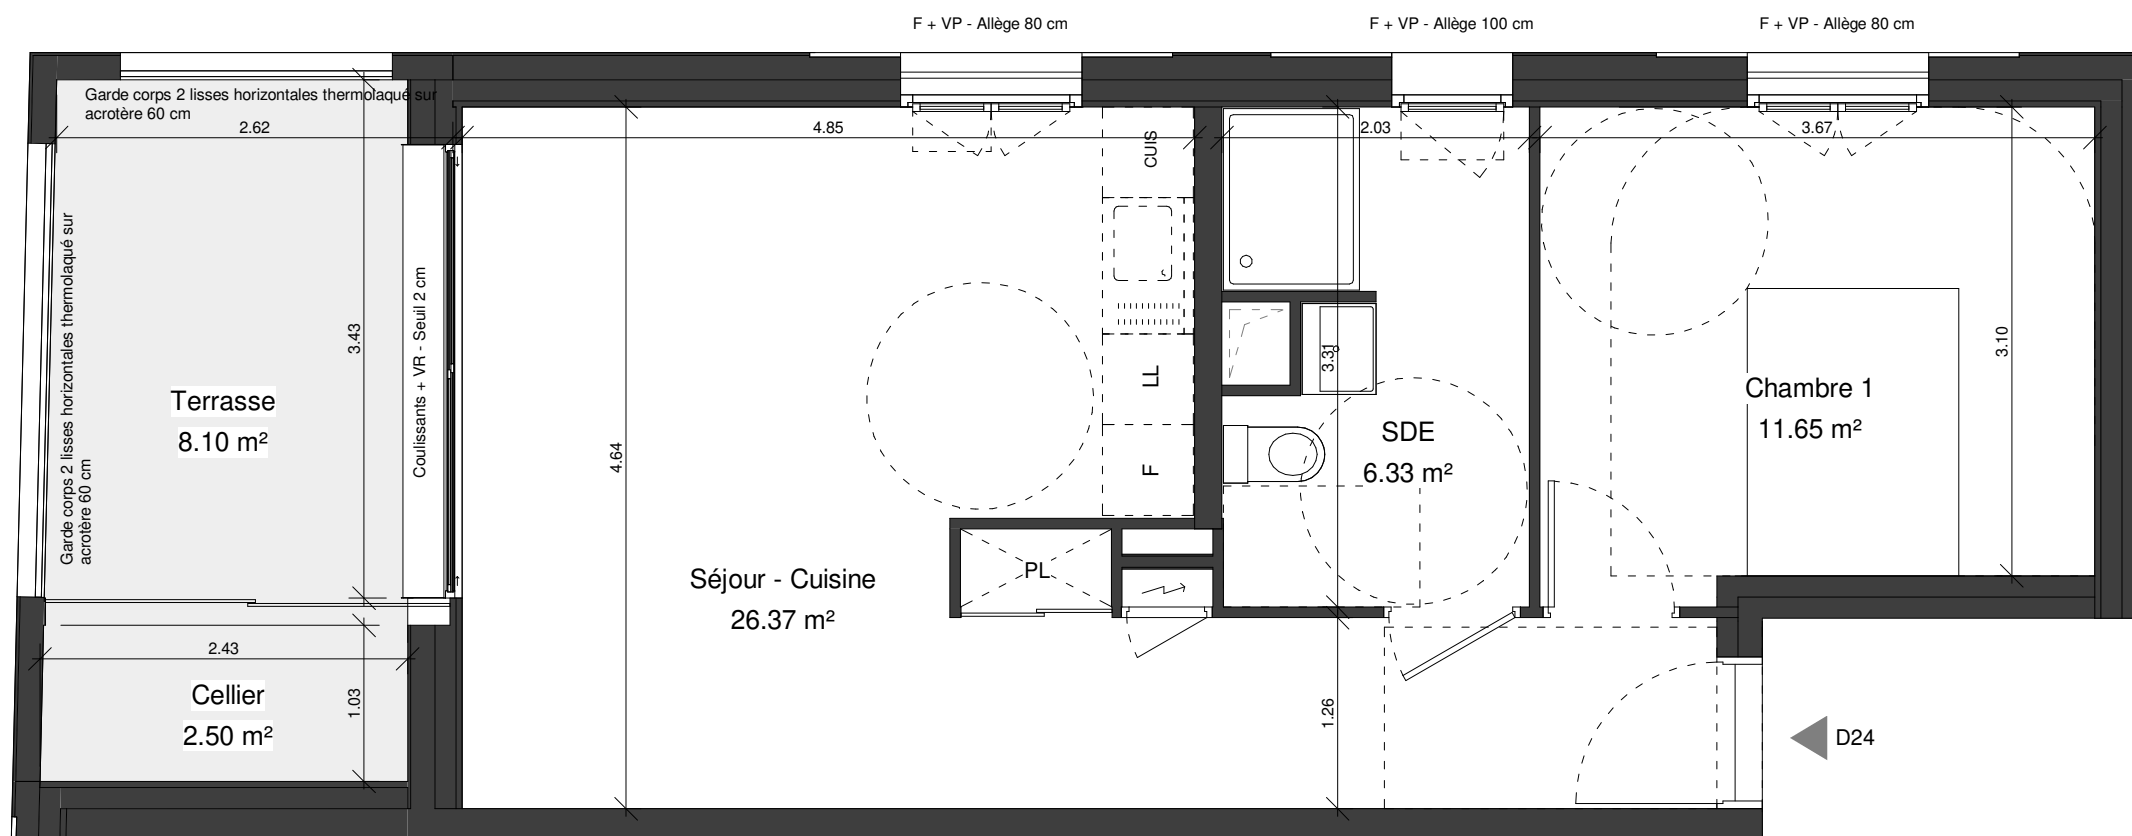 F + VP - Allège 80 cm
F + VP - Allège 100 cm
F + VP - Allège 80 cm
Garde corps 2 lisses horizontales thermolaqué sur
acrotère 60 cm
2.62
4.85
2.03
3.67
CUIS
Garde corps 2 lisses horizontales thermolaqué sur
acrotère 60 cm
3.43
Coulissants + VR - Seuil 2 cm
Terrasse
8.10 m²
4.64
LL
F
3.31
SDE
6.33 m²
Chambre 1
11.65 m²
3.10
Séjour - Cuisine
26.37 m²
PL
2.43
Cellier
2.50 m²
1.03
1.26
D24